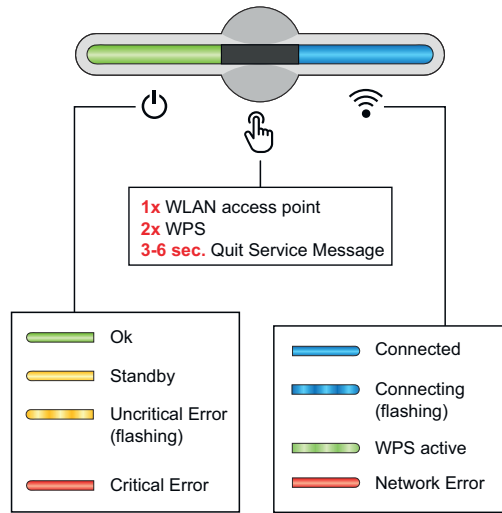 1x WLAN access point
2x WPS
3-6 sec. Quit Service Message
Ok
Standby
Uncritical Error
(flashing)
Critical Error
Connected
Connecting
(flashing)
WPS active
Network Error